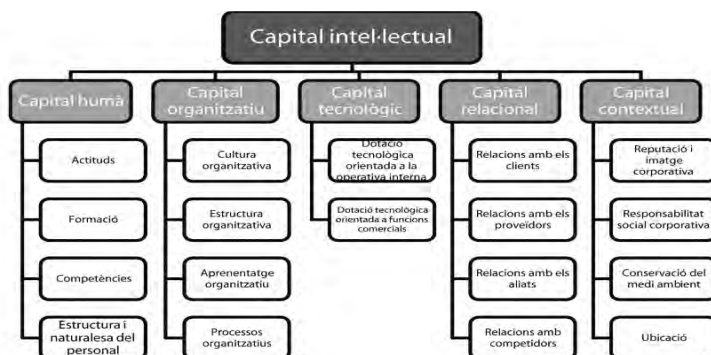 Capital intel·lectual
Capital humà
Capital
organitzatiu
Capital
tecnològic
Capital
relacional
Capital
contextual
Actituds
Formació
Competències
Estructura i
naturalesa del
personal
Cultura
organitzativa
Estructura
organitzativa
Aprenentatge
organitzatiu
Processos
organitzatius
Dotació
tecnològica
orientada a la
operativa interna
Dotació tecnològica
orientada a funcions
comercials
Relacions amb els
clients
Relacions amb els
proveïdors
Relacions amb els
aliats
Relacions amb
competidors
Reputació i
imatge
corporativa
Responsabilitat
social corporativa
Conservació del
medi ambient
Ubicació